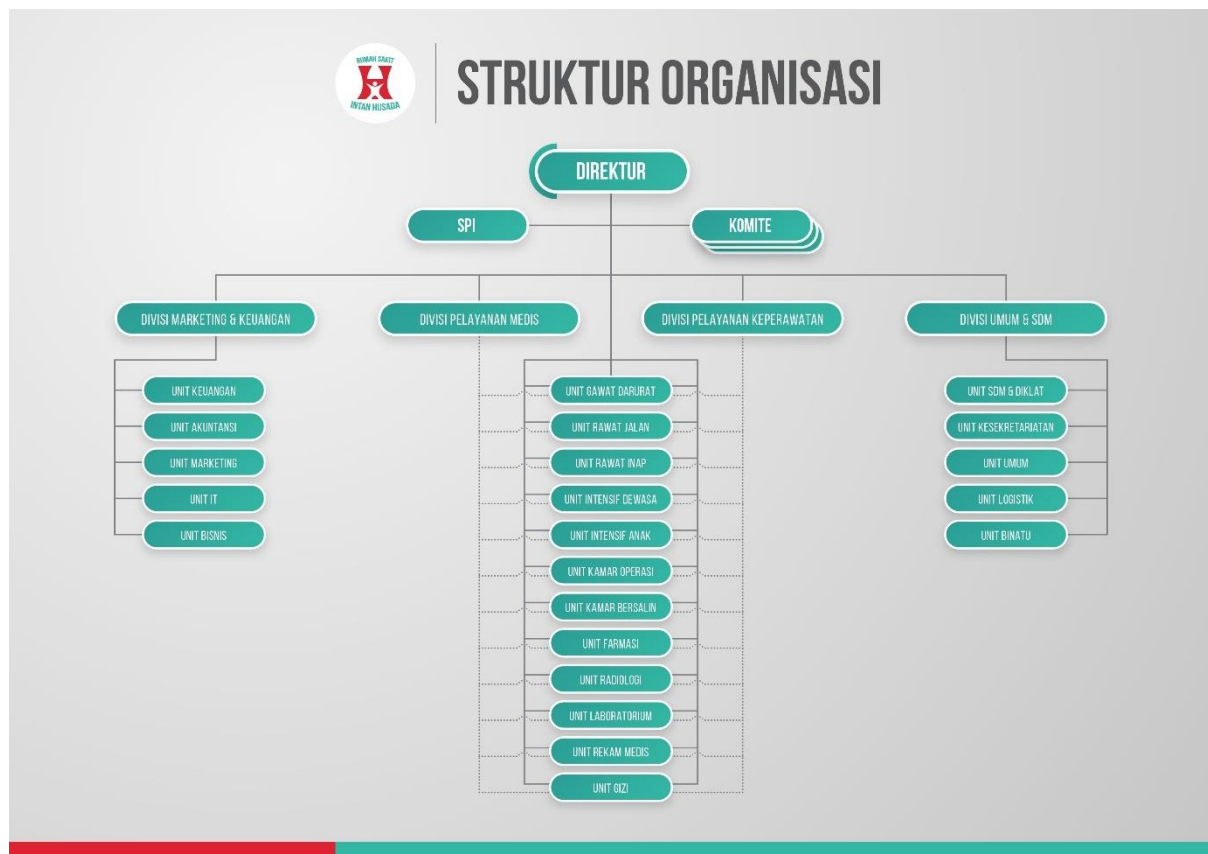 RUMAH SAKIT
INTAN HUSADA
STRUKTUR ORGANISASI
DIREKTUR
SPI
KOMITE
DIVISI MARKETING & KEUANGAN
DIVISI PELAYANAN MEDIS
DIVISI PELAYANAN KEPERAWATAN
DIVISI UMUM & SDM
UNIT KEUANGAN
UNIT AKUNTANSI
UNIT MARKETING
UNIT IT
UNIT BISNIS
UNIT GAWAT DARURAT
UNIT RAWAT JALAN
UNIT RAWAT INAP
UNIT INTENSIF DEWASA
UNIT INTENSIF ANAK
UNIT KAMAR OPERASI
UNIT KAMAR BERSALIN
UNIT FARMASI
UNIT RADIOLOGI
UNIT LABORATORIUM
UNIT REKAM MEDIS
UNIT GIZI
UNIT SDM & DIKLAT
UNIT KESEKRETARIATAN
UNIT UMUM
UNIT LOGISTIK
UNIT BINATU